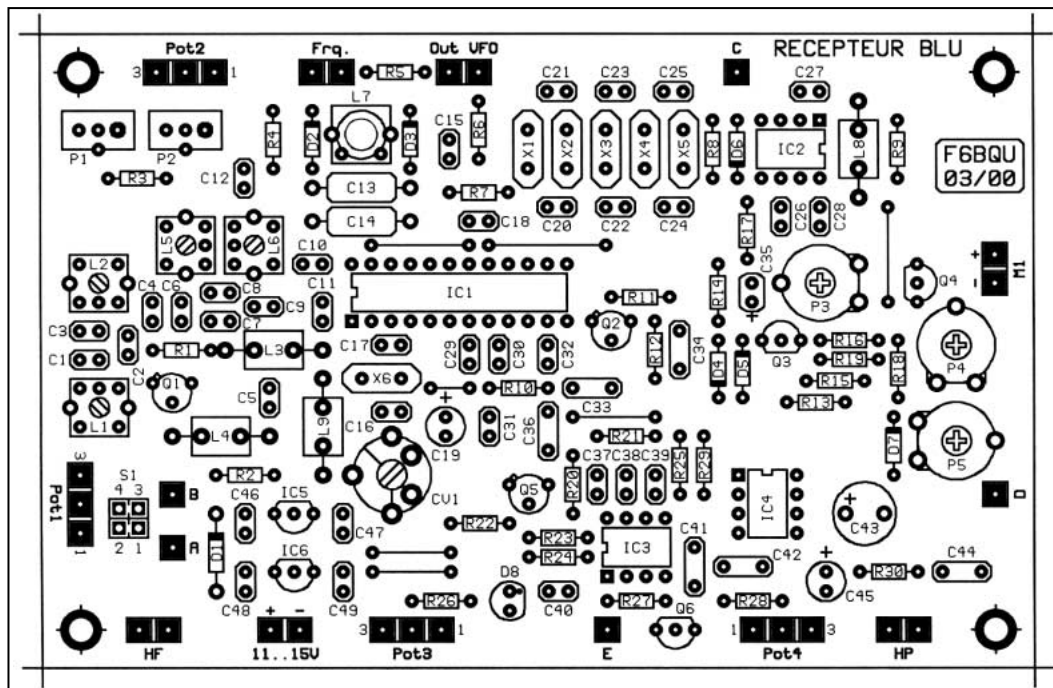 Pot2 Frq. Out VFO C RECEPTEUR BLU
3 1
R5 C21 C23 C25 C27
L7
P1 P2 R4 D2 D3 C15 R6 X1 X2 X3 X4 X5 R8 D6 IC2 L8 R9
F6BQU
03/00
R3 C12 C13 R7
C14 C18 C20 C22 C24 R17 C26 C28
L5 L6 C10 C35
L2 C4 C6 C8 C11 IC1 R11 R14 P3 Q4 + - M1
C3 C9 C7 Q2 +
C1 C2 R1 L3 C17 C29 C30 C32 R12 C34 Q3 R16 P4
R19 R18
Q1 C5 X6 R10 D4 D5 R15
L1 L9 + C33 R13
L4 C16 C19 C31 C36 R21 D7 P5
3 S1 R2 CV1 C37 C38 C39 R25 R29
4 3 B C46 IC5 Q5 R20 IC4 + D
Pot1 C47 R22 C43
2 1 A D1 R23 C41
1 IC6 R24 IC3 C42 + C44
C48 C49 D8 C40 R30
R26 R27 Q6 R28 C45
+ - 3 1 1 3
HF 11..15V Pot3 E Pot4 HP